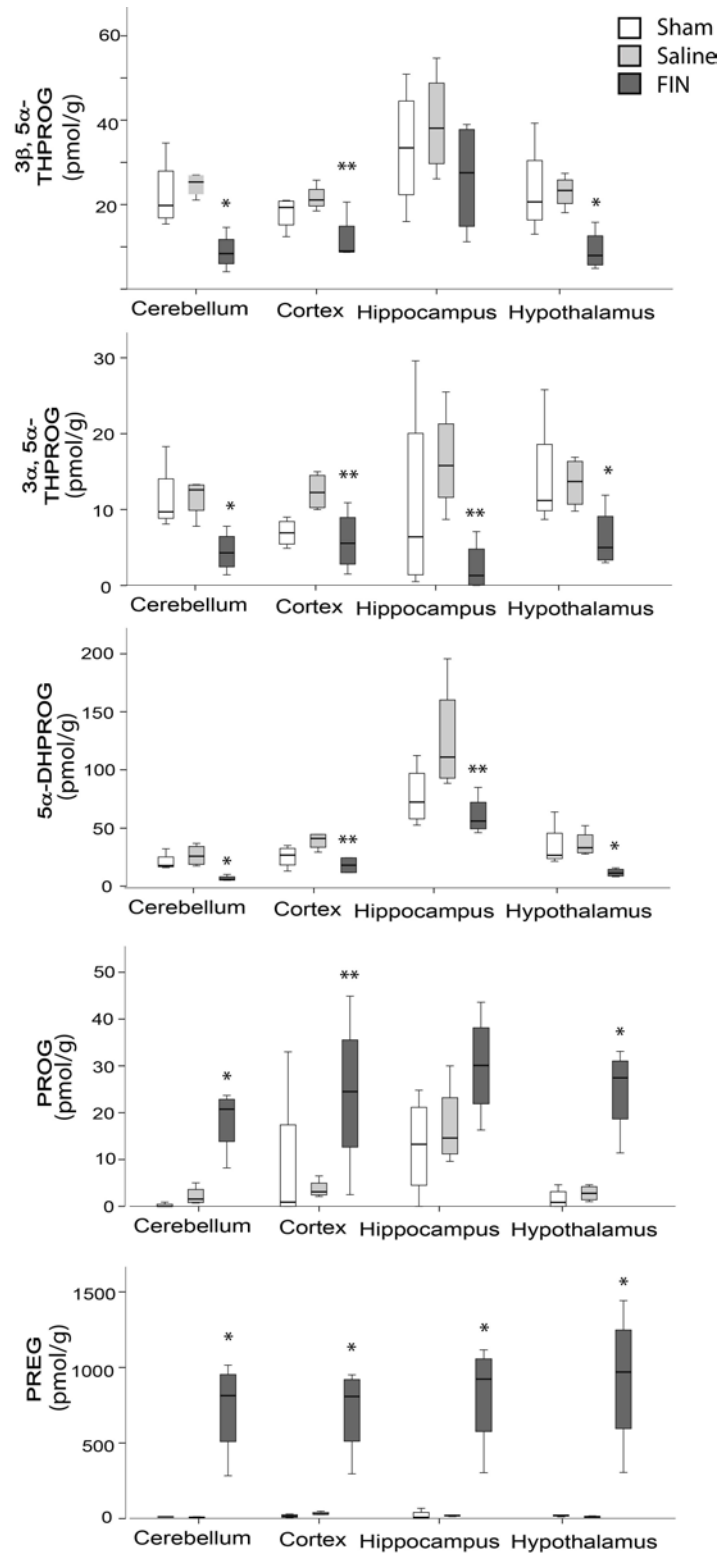 Sham
Saline
FIN
3β, 5α-
THPROG
(pmol/g)
60
40
20
**
*
*
Cerebellum Cortex Hippocampus Hypothalamus
3α, 5α-
THPROG
(pmol/g)
30
20
10
0
*
**
**
*
Cerebellum Cortex Hippocampus Hypothalamus
5α-DHPROG
(pmol/g)
200
150
100
50
0
*
**
**
*
Cerebellum Cortex Hippocampus Hypothalamus
PROG
(pmol/g)
50
40
30
20
10
0
*
**
*
Cerebellum Cortex Hippocampus Hypothalamus
PREG
(pmol/g)
1500
1000
500
0
*
*
*
*
Cerebellum Cortex Hippocampus Hypothalamus